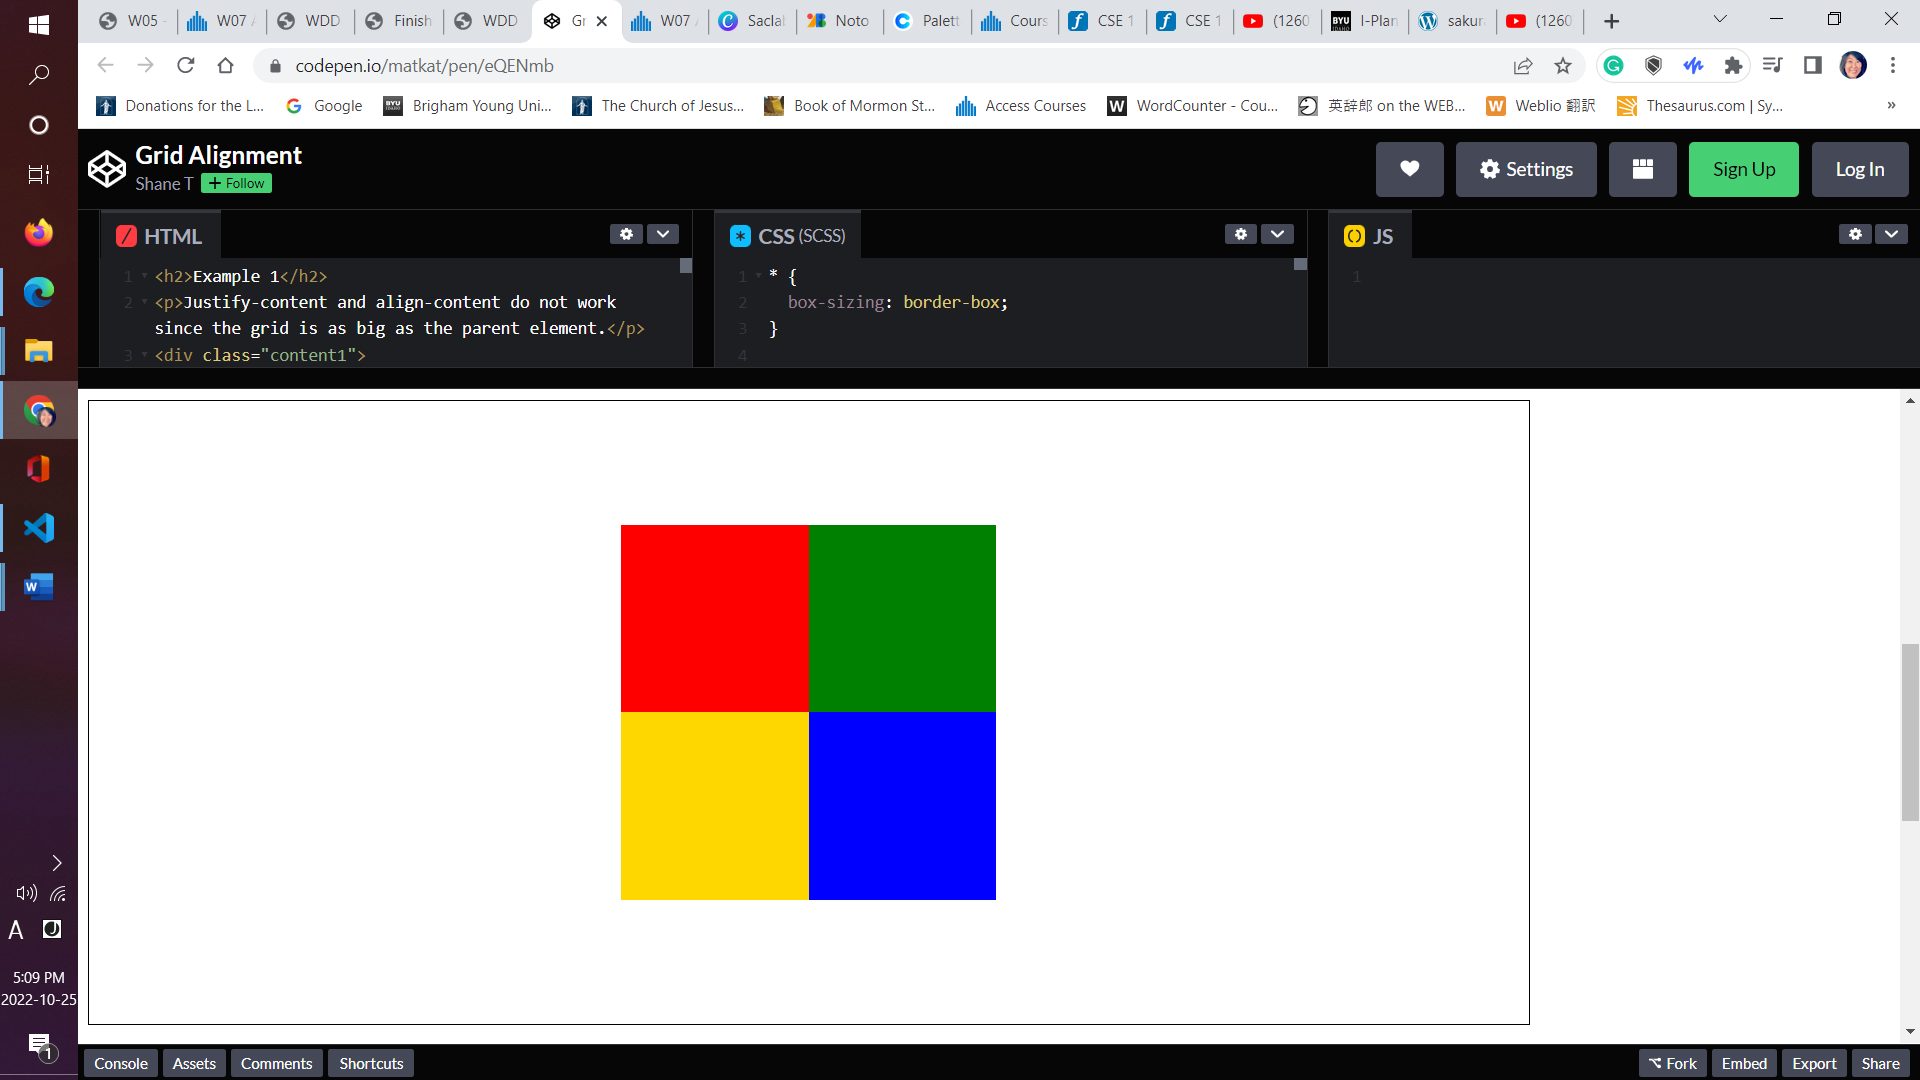 W05 -
W07 A
WDD
Finish
WDD
Gr
W07 A
Saclab
Noto
Palett
Cours
CSE 1
CSE 1
(1260
BYU I-Plan
sakura
(1260
codepen.io/matkat/pen/eQENmb
Donations for the L...
Google
Brigham Young Uni...
The Church of Jesus...
Book of Mormon St...
Access Courses
WordCounter - Cou...
英辞郎 on the WEB...
Weblio 翻訳
Thesaurus.com | Sy...
»
Grid Alignment
Shane T + Follow
Settings
Sign Up
Log In
HTML
1 <h2>Example 1</h2>
2 <p>Justify-content and align-content do not work
since the grid is as big as the parent element.</p>
3 <div class="content1">
CSS (SCSS)
1 * {
2 box-sizing: border-box;
3 }
4
JS
1
A
5:09 PM
2022-10-25
1
Console
Assets
Comments
Shortcuts
Fork
Embed
Export
Share